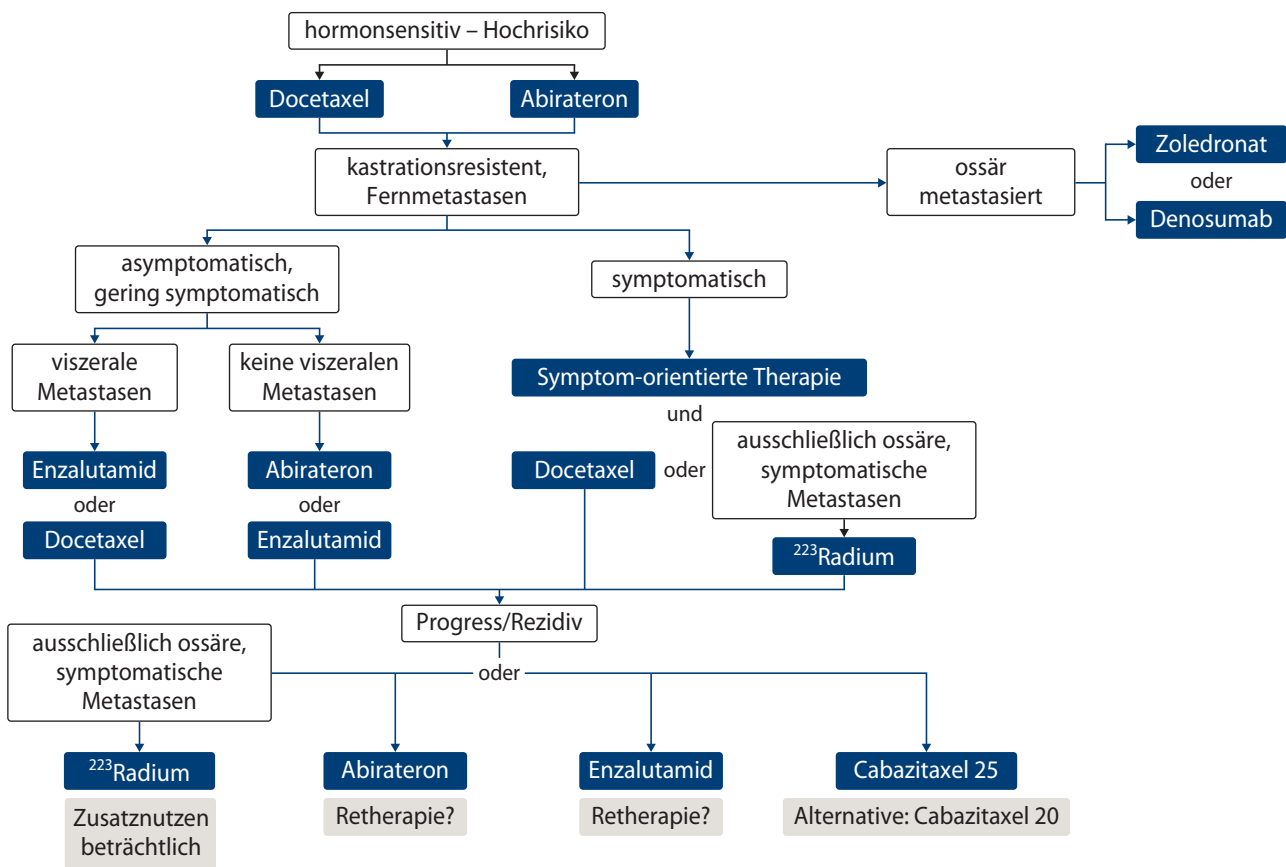 hormonsensitiv – Hochrisiko
Docetaxel
Abirateron
kastrationsresistent,
Fernmetastasen
ossär
metastasiert
Zoledronat
oder
Denosumab
asymptomatisch,
gering symptomatisch
symptomatisch
viszerale
Metastasen
keine viszeralen
Metastasen
Symptom-orientierte Therapie
und
Enzalutamid
oder
Docetaxel
Abirateron
oder
Enzalutamid
Docetaxel
oder
ausschließlich ossäre,
symptomatische
Metastasen
²²³Radium
Progress/Rezidiv
oder
ausschließlich ossäre,
symptomatische
Metastasen
²²³Radium
Zusatznutzen
beträchtlich
Abirateron
Retherapie?
Enzalutamid
Retherapie?
Cabazitaxel 25
Alternative: Cabazitaxel 20